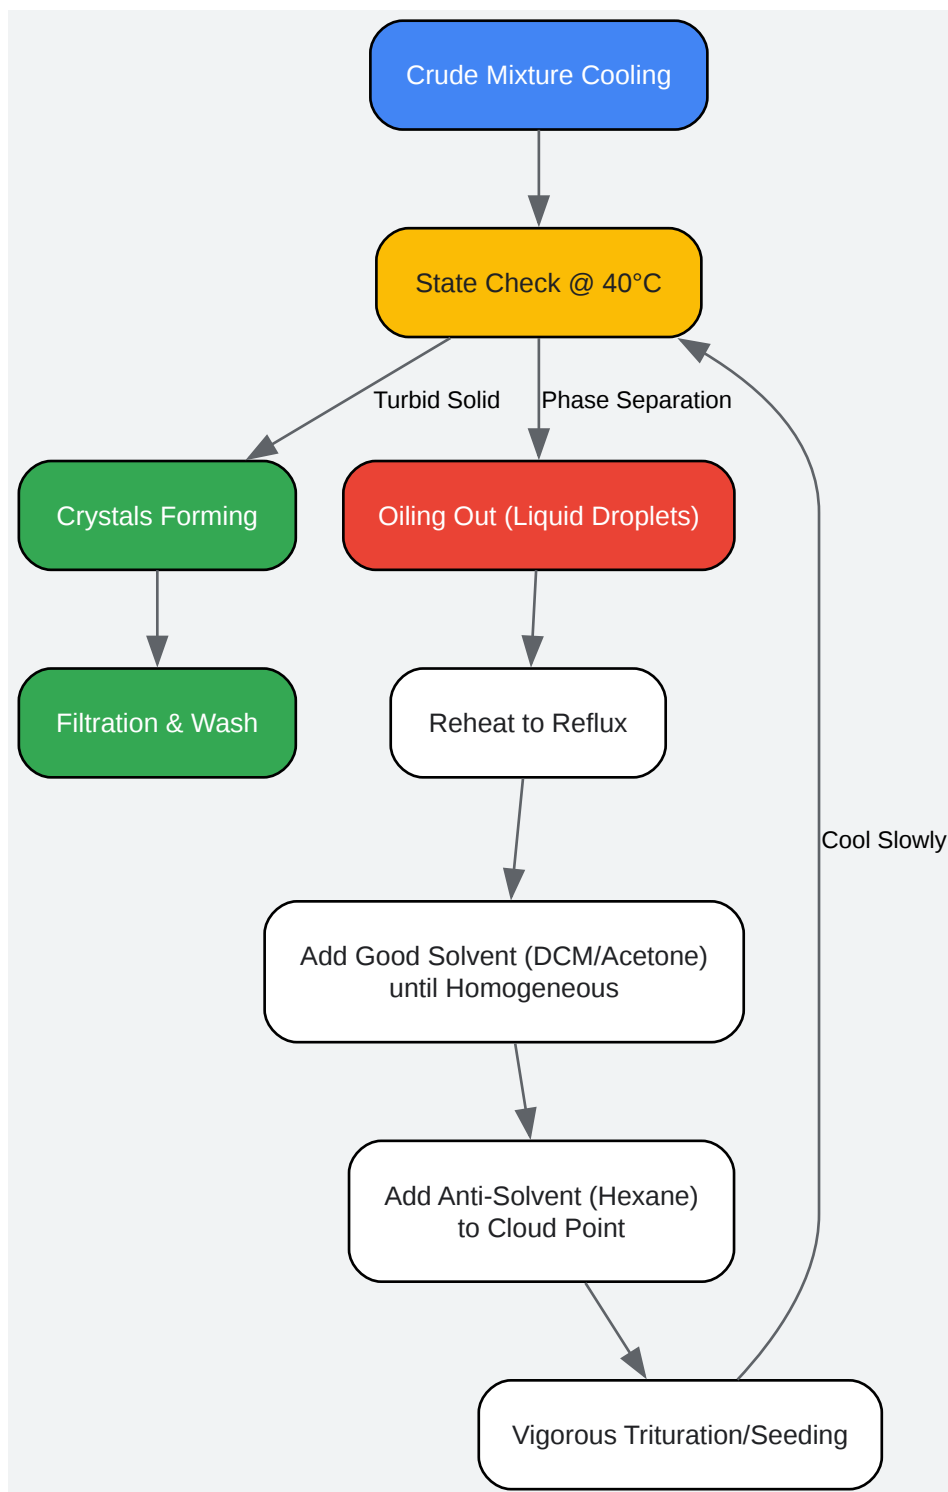 Crude Mixture Cooling
State Check @ 40°C
Turbid Solid
Phase Separation
Crystals Forming
Oiling Out (Liquid Droplets)
Filtration & Wash
Reheat to Reflux
Cool Slowly
Add Good Solvent (DCM/Acetone)
until Homogeneous
Add Anti-Solvent (Hexane)
to Cloud Point
Vigorous Trituration/Seeding